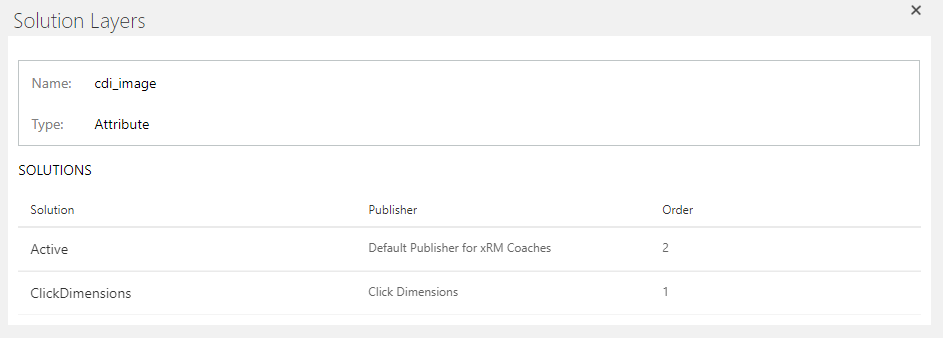 Solution Layers
Name: cdi_image
Type: Attribute
SOLUTIONS
Solution Publisher Order
Active Default Publisher for xRM Coaches 2
ClickDimensions Click Dimensions 1